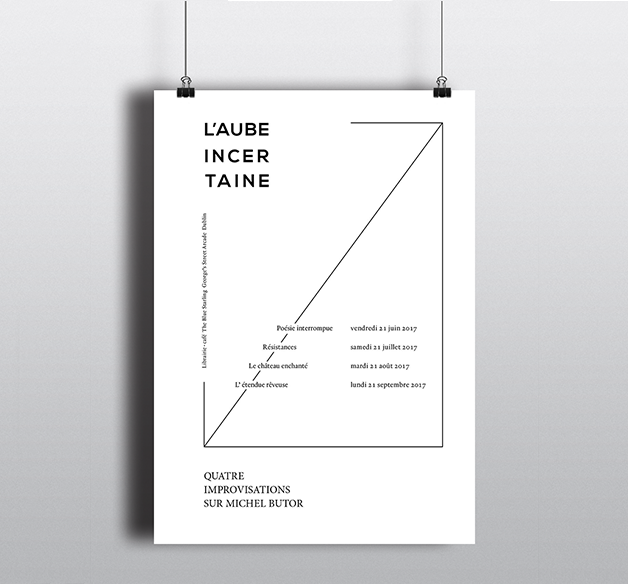 L'AUBE
INCER
TAINE
Librairie-café The Blue Starling George's Street Arcade Dublin
Poésie interrompue vendredi 21 juin 2017
Résistances samedi 21 juillet 2017
Le château enchanté mardi 21 août 2017
L' étendue rêveuse lundi 21 septembre 2017
QUATRE
IMPROVISATIONS
SUR MICHEL BUTOR